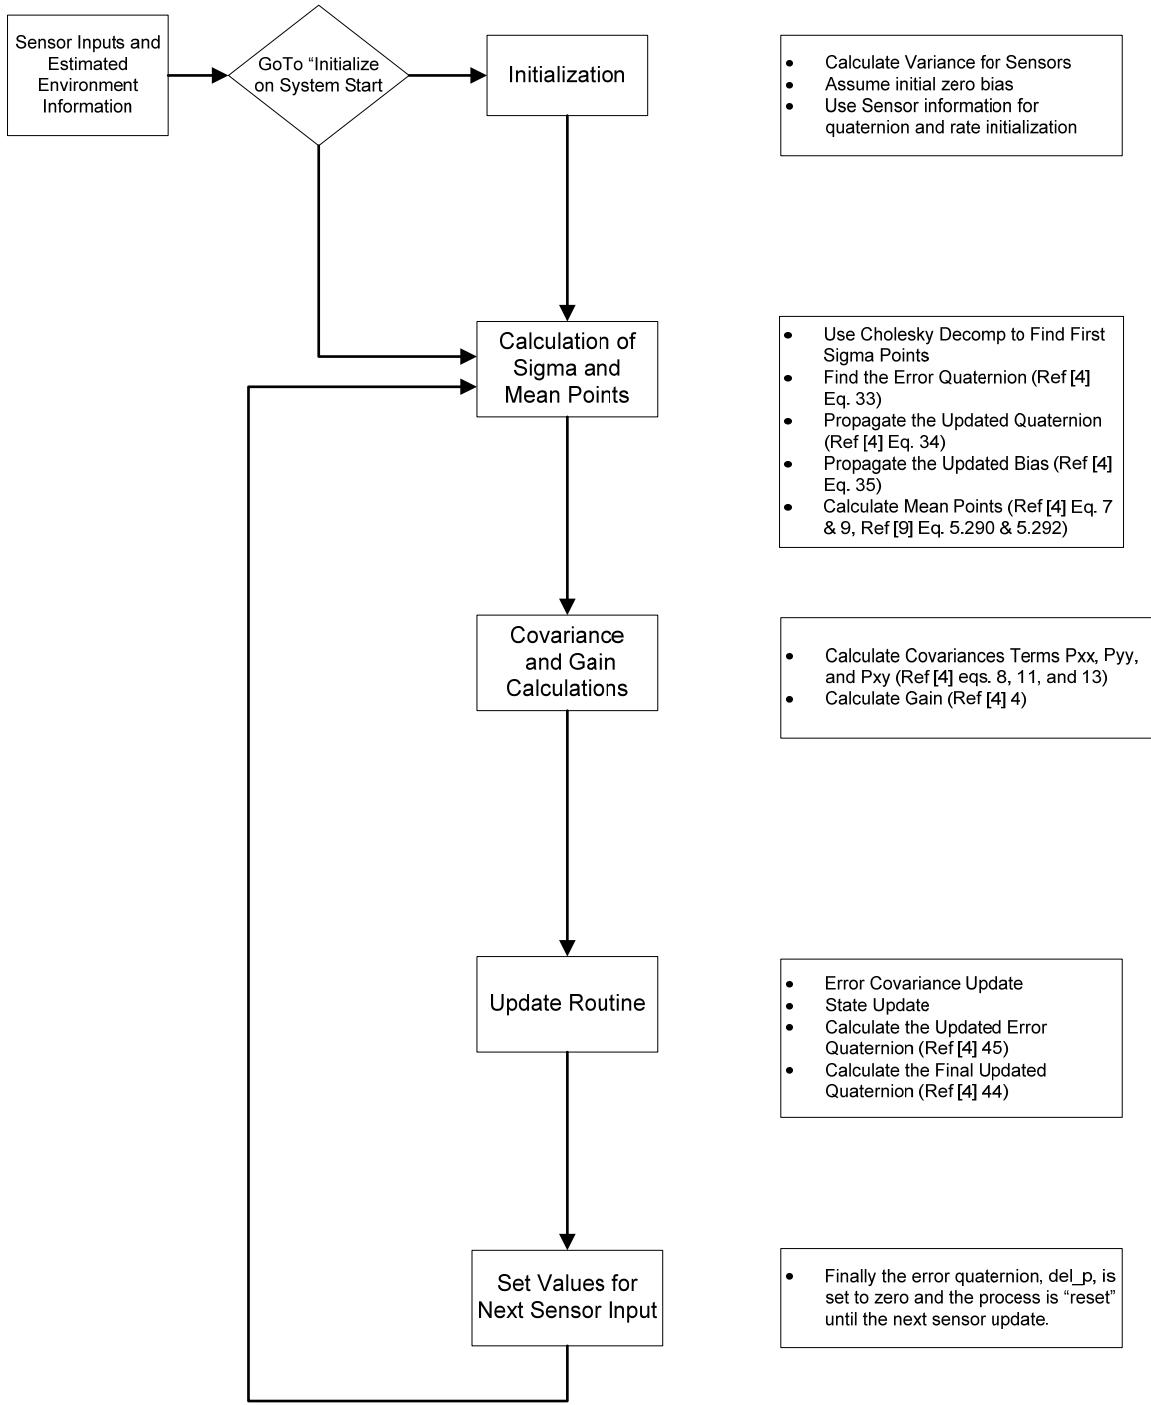 Sensor Inputs and
Estimated
Environment
Information
GoTo “Initialize
on System Start
Initialization
• Calculate Variance for Sensors
• Assume initial zero bias
• Use Sensor information for
quaternion and rate initialization
Calculation of
Sigma and
Mean Points
• Use Cholesky Decomp to Find First
Sigma Points
• Find the Error Quaternion (Ref [4]
Eq. 33)
• Propagate the Updated Quaternion
(Ref [4] Eq. 34)
• Propagate the Updated Bias (Ref [4]
Eq. 35)
• Calculate Mean Points (Ref [4] Eq. 7
& 9, Ref [9] Eq. 5.290 & 5.292)
Covariance
and Gain
Calculations
• Calculate Covariances Terms Pxx, Pyy,
and Pxy (Ref [4] eqs. 8, 11, and 13)
• Calculate Gain (Ref [4] 4)
Update Routine
• Error Covariance Update
• State Update
• Calculate the Updated Error
Quaternion (Ref [4] 45)
• Calculate the Final Updated
Quaternion (Ref [4] 44)
Set Values for
Next Sensor Input
• Finally the error quaternion, del_p, is
set to zero and the process is “reset”
until the next sensor update.